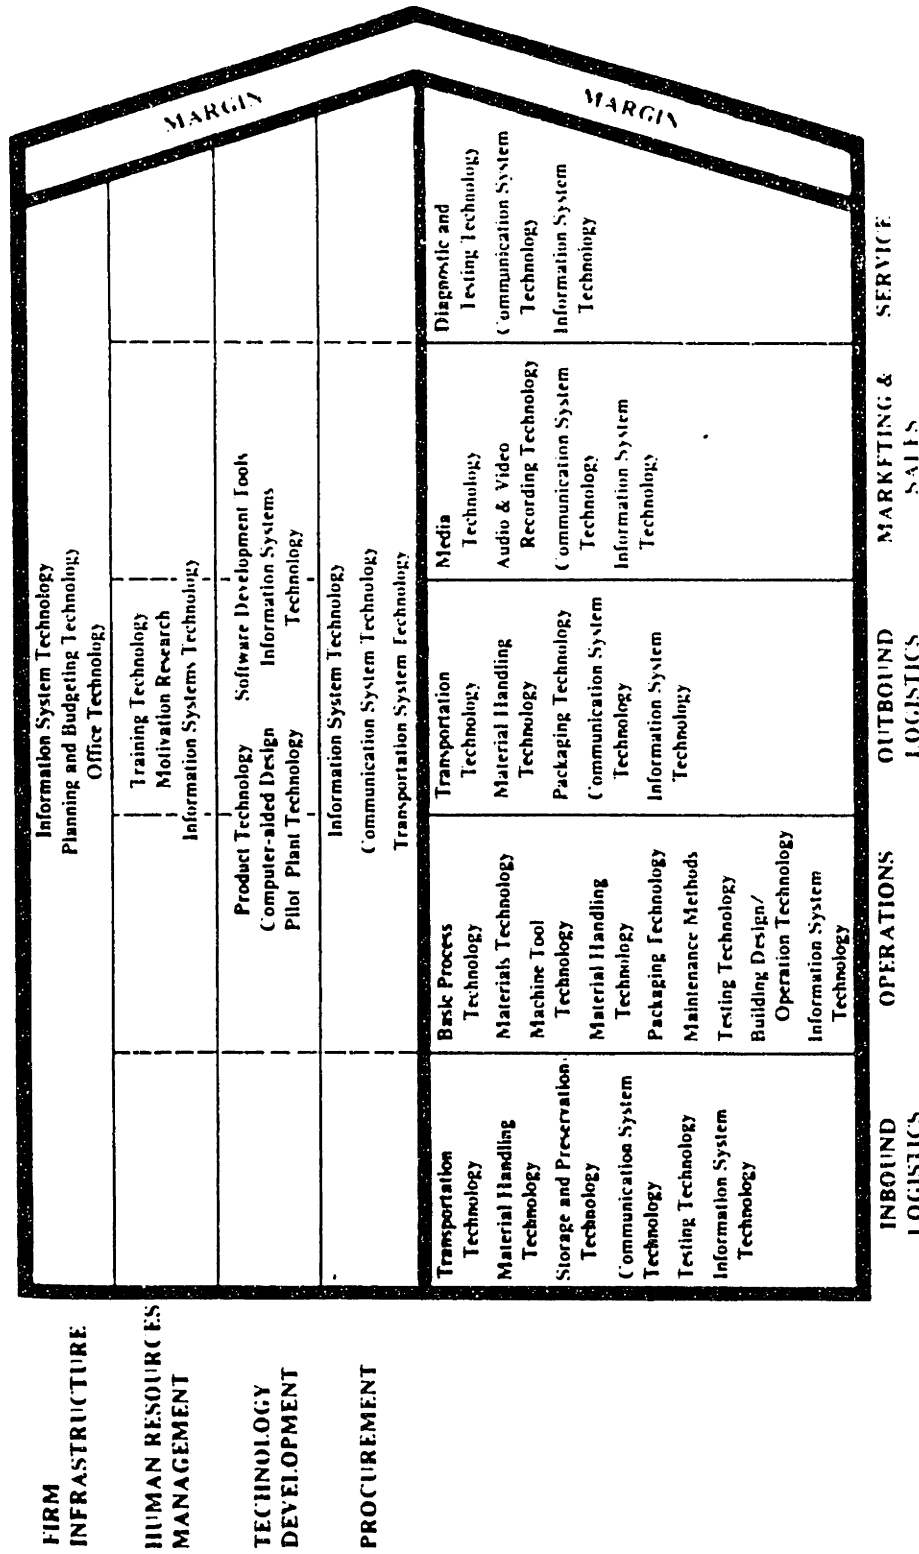 FIRM
INFRASTRUCTURE
Information System Technology
Planning and Budgeting Technology
Office Technology
HUMAN RESOURCES
MANAGEMENT
Training Technology
Motivation Research
Information Systems Technology
TECHNOLOGY
DEVELOPMENT
Product Technology
Computer-aided Design
Pilot Plant Technology
Software Development Tools
Information Systems
Technology
PROCUREMENT
Information System Technology
Communication System Technology
Transportation System Technology
MARGIN
Transportation
Technology
Material Handling
Technology
Storage and Preservation
Technology
Communication System
Technology
Testing Technology
Information System
Technology
Basic Process
Technology
Materials Technology
Machine Tool
Technology
Material Handling
Technology
Packaging Technology
Maintenance Methods
Testing Technology
Building Design/
Operation Technology
Information System
Technology
Transportation
Technology
Material Handling
Technology
Packaging Technology
Communication System
Technology
Information System
Technology
Media
Technology
Audio & Video
Recording Technology
Communication System
Technology
Information System
Technology
Diagnostic and
Testing Technology
Communication System
Technology
Information System
Technology
MARGIN
INBOUND
LOGISTICS
OPERATIONS
OUTBOUND
LOGISTICS
MARKETING &
SALES
SERVICE